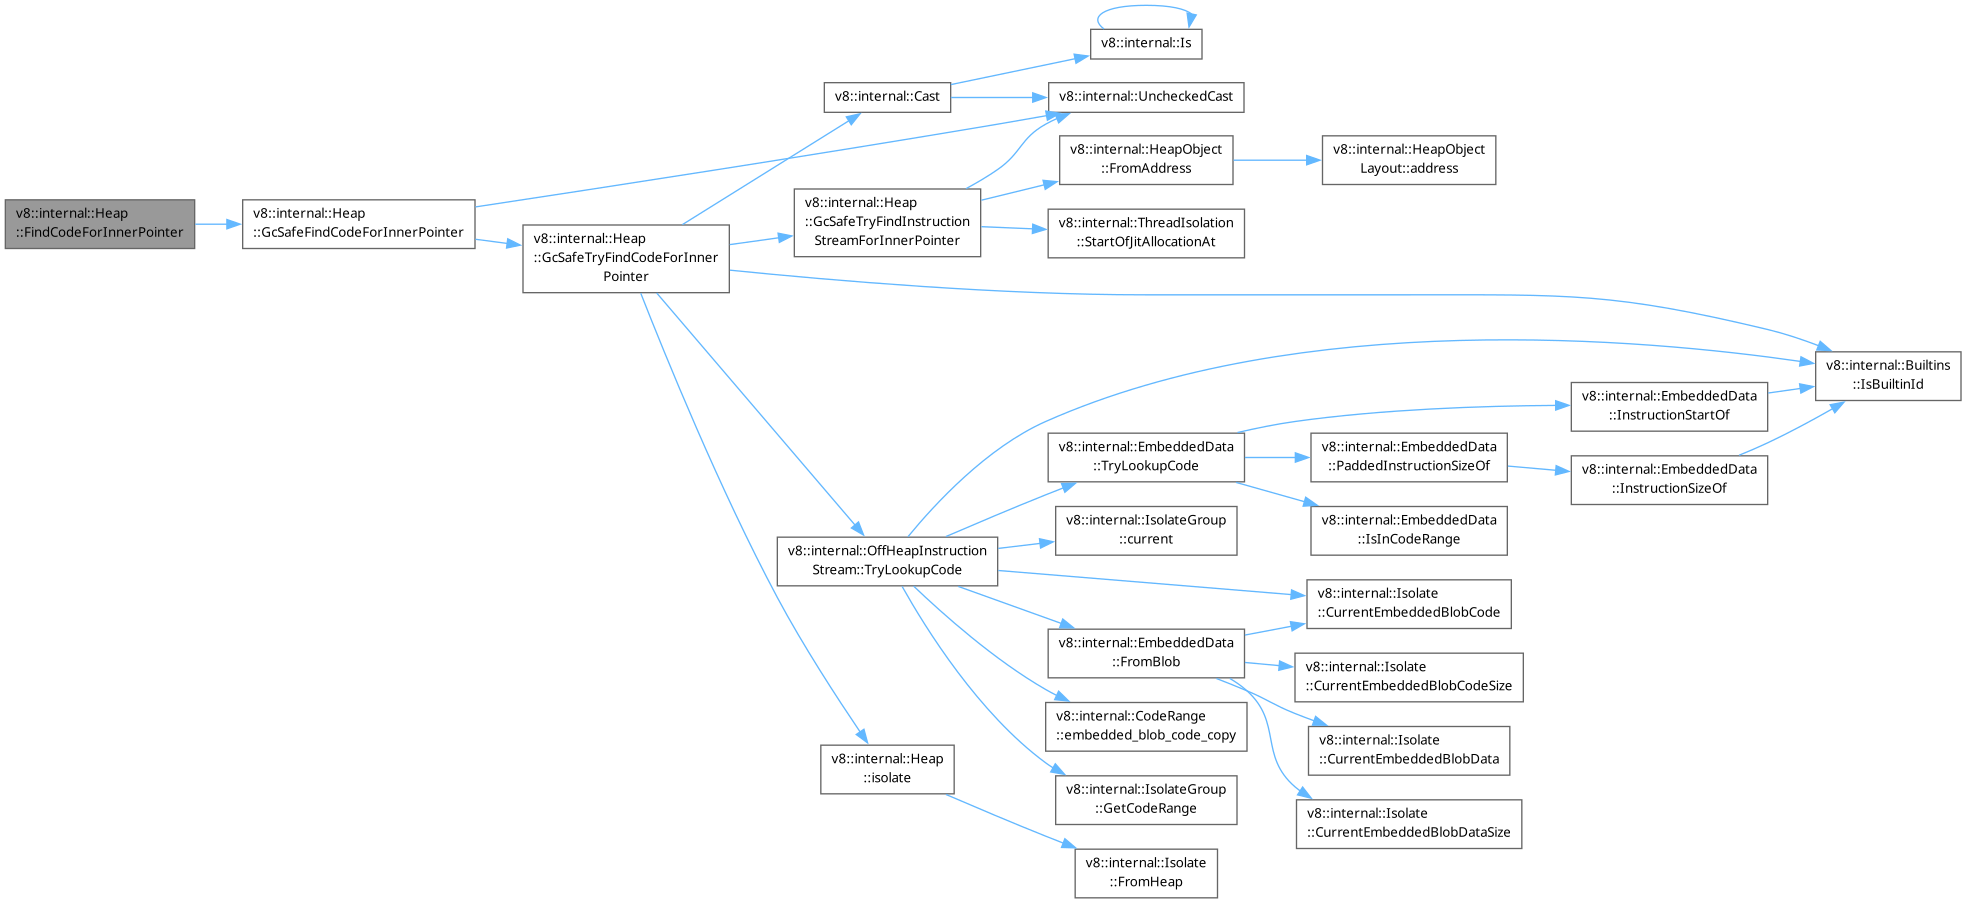 v8::internal::Is
v8::internal::Cast
v8::internal::UncheckedCast
v8::internal::HeapObject
::FromAddress
v8::internal::HeapObject
Layout::address
v8::internal::Heap
::FindCodeForInnerPointer
v8::internal::Heap
::GcSafeFindCodeForInnerPointer
v8::internal::Heap
::GcSafeTryFindCodeForInner
Pointer
v8::internal::Heap
::GcSafeTryFindInstruction
StreamForInnerPointer
v8::internal::ThreadIsolation
::StartOfJitAllocationAt
v8::internal::Builtins
::IsBuiltinId
v8::internal::EmbeddedData
::InstructionStartOf
v8::internal::EmbeddedData
::TryLookupCode
v8::internal::EmbeddedData
::PaddedInstructionSizeOf
v8::internal::EmbeddedData
::InstructionSizeOf
v8::internal::IsolateGroup
::current
v8::internal::EmbeddedData
::IsInCodeRange
v8::internal::OffHeapInstruction
Stream::TryLookupCode
v8::internal::Isolate
::CurrentEmbeddedBlobCode
v8::internal::EmbeddedData
::FromBlob
v8::internal::Isolate
::CurrentEmbeddedBlobCodeSize
v8::internal::CodeRange
::embedded_blob_code_copy
v8::internal::Isolate
::CurrentEmbeddedBlobData
v8::internal::Heap
::isolate
v8::internal::IsolateGroup
::GetCodeRange
v8::internal::Isolate
::CurrentEmbeddedBlobDataSize
v8::internal::Isolate
::FromHeap